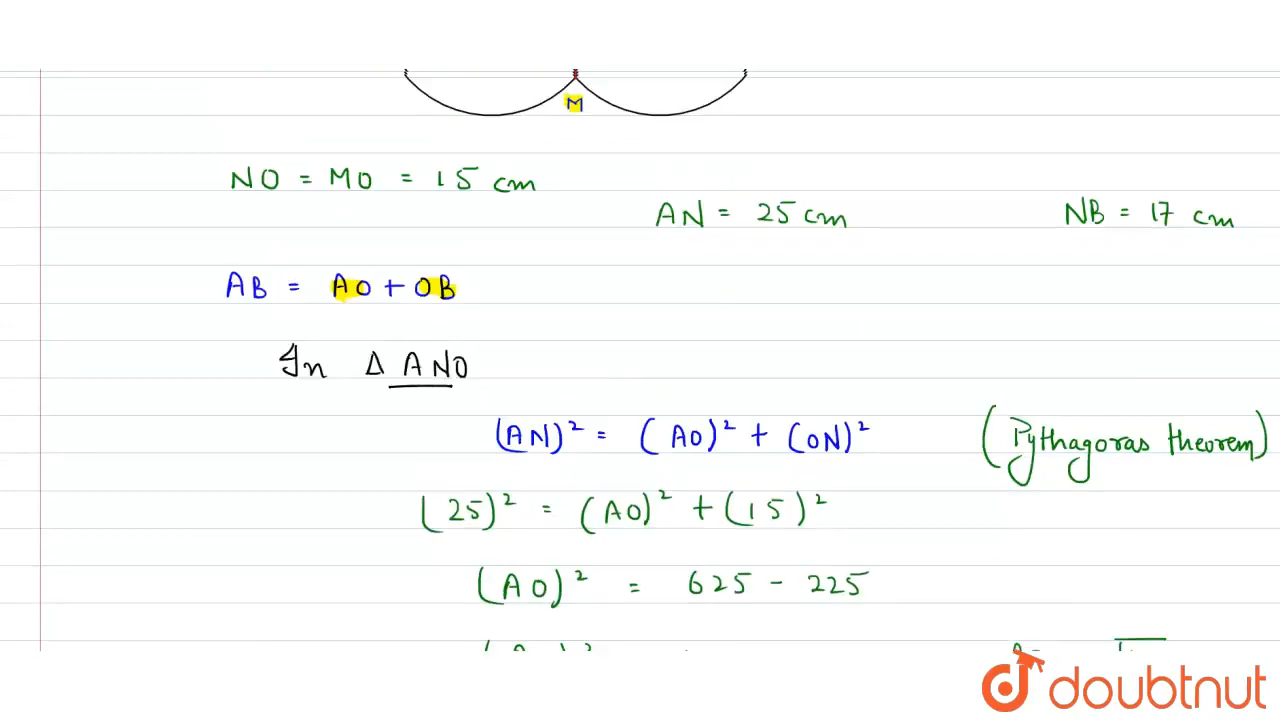 M
NO = MO = 15 cm
AN = 25 cm
NB = 17 cm
AB = AO + OB
In Δ ANO
(AN)² = (AO)² + (ON)²
(Pythagoras theorem)
(25)² = (AO)² + (15)²
(AO)² = 625 - 225
doubtnut